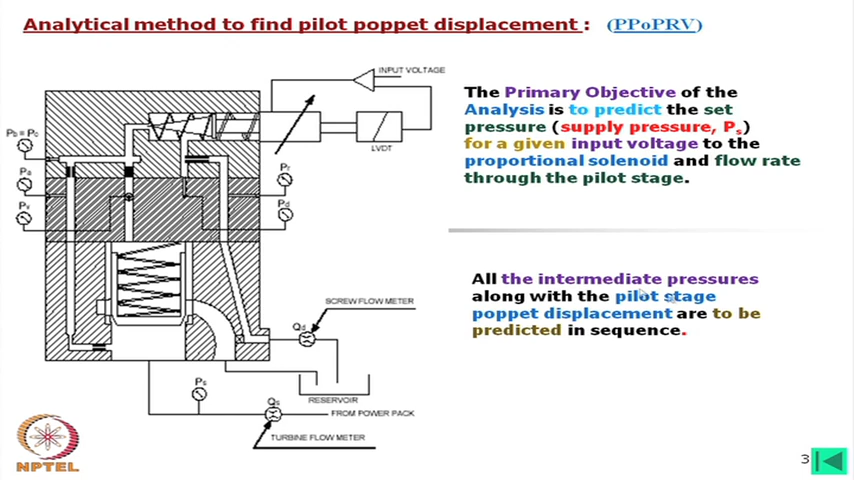 Analytical method to find pilot poppet displacement : (PPoPRV)
INPUT VOLTAGE
LVDT
Pb = Pc
Pa
Pv
Pr
Pd
SCREW FLOW METER
Qd
RESERVOIR
Ps
Qs
FROM POWER PACK
TURBINE FLOW METER
The Primary Objective of the
Analysis is to predict the set
pressure (supply pressure, Ps)
for a given input voltage to the
proportional solenoid and flow rate
through the pilot stage.
All the intermediate pressures
along with the pilot stage
poppet displacement are to be
predicted in sequence.
NPTEL
3